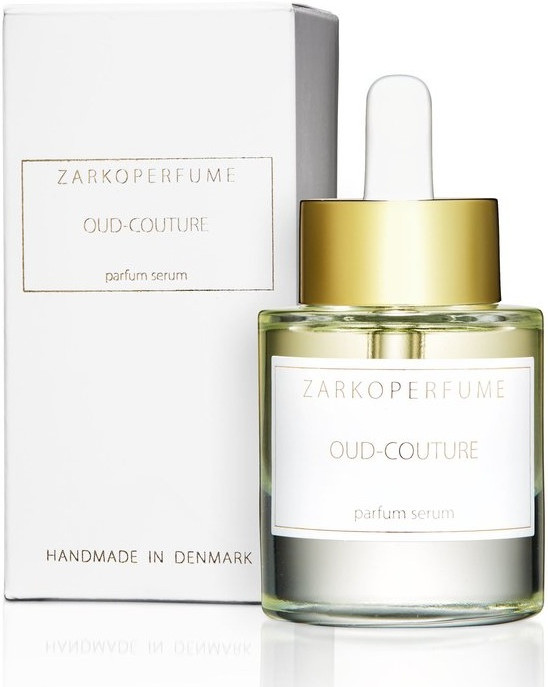 ZARKOPERFUME
OUD-COUTURE
parfum serum
HANDMADE IN DENMARK
ZARKOPERFUME
OUD-COUTURE
parfum serum